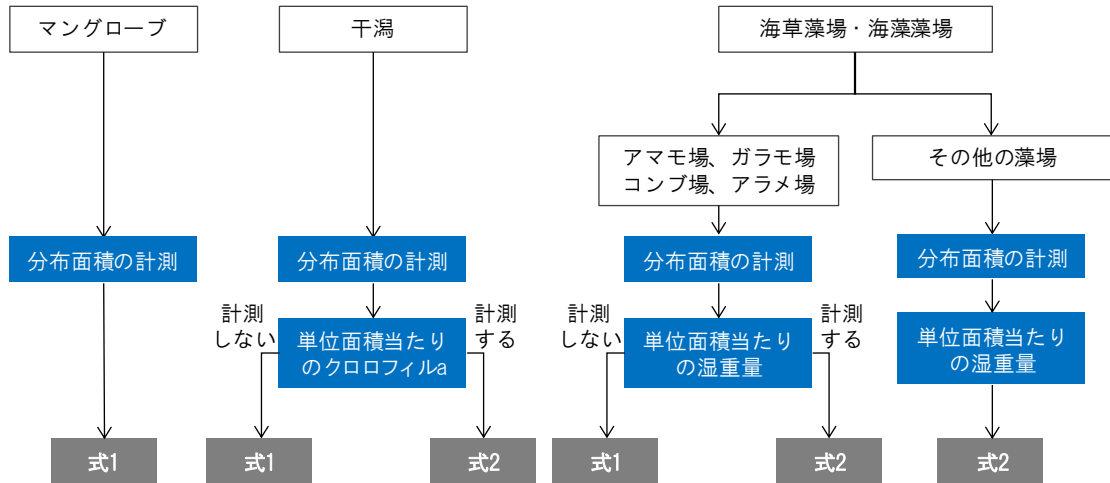 マングローブ
干潟
海草藻場・海藻藻場
アマモ場、ガラモ場
コンブ場、アラメ場
その他の藻場
分布面積の計測
分布面積の計測
分布面積の計測
分布面積の計測
計測
しない
単位面積当たり
のクロロフィルa
計測
する
計測
しない
単位面積当たり
の湿重量
計測
する
単位面積当たり
の湿重量
式1
式1
式2
式1
式2
式2